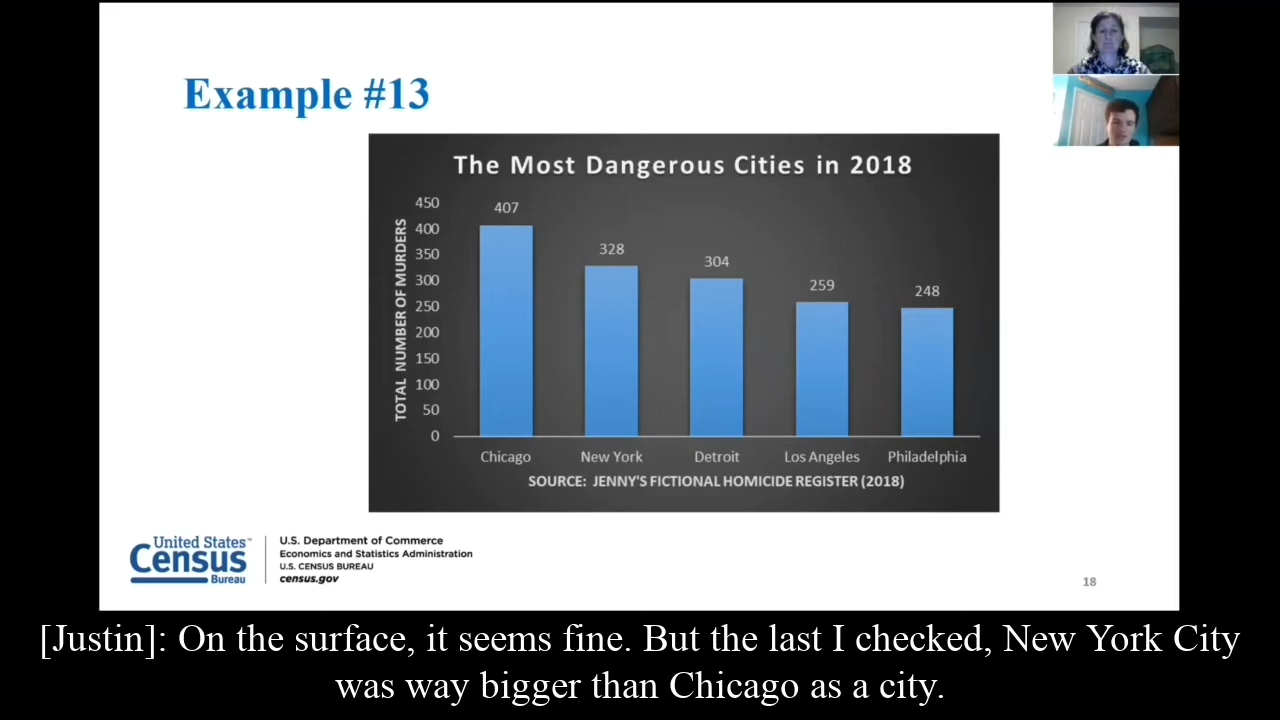 Example #13
The Most Dangerous Cities in 2018
TOTAL NUMBER OF MURDERS
450
400
350
300
250
200
150
100
50
0
407
328
304
259
248
Chicago
New York
Detroit
Los Angeles
Philadelphia
SOURCE: JENNY'S FICTIONAL HOMICIDE REGISTER (2018)
United States™
Census
Bureau
U.S. Department of Commerce
Economics and Statistics Administration
U.S. CENSUS BUREAU
census.gov
18
[Justin]: On the surface, it seems fine. But the last I checked, New York City
was way bigger than Chicago as a city.